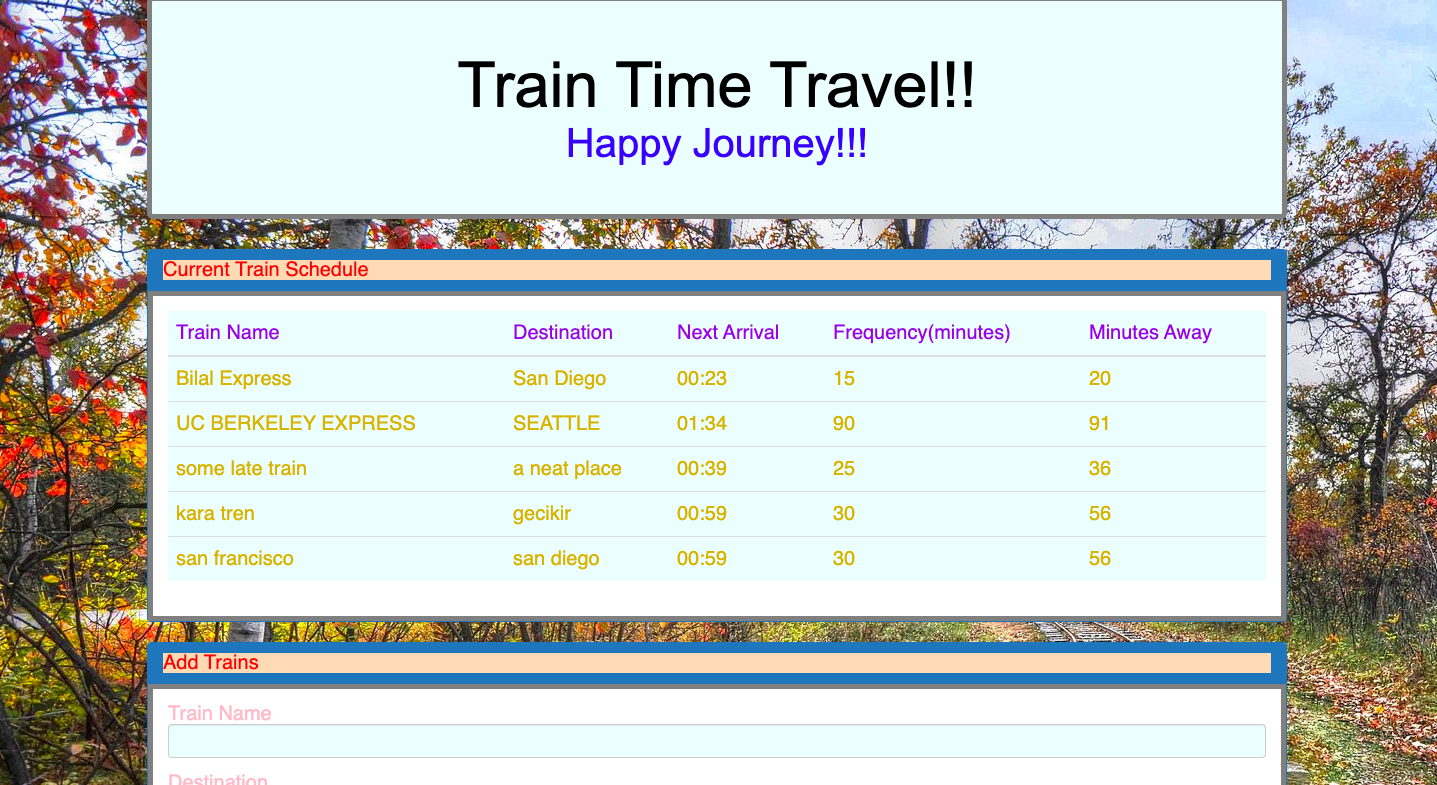 Train Time Travel!!
Happy Journey!!!
Current Train Schedule
Train Name Destination Next Arrival Frequency(minutes) Minutes Away
Bilal Express San Diego 00:23 15 20
UC BERKELEY EXPRESS SEATTLE 01:34 90 91
some late train a neat place 00:39 25 36
kara tren gecikir 00:59 30 56
san francisco san diego 00:59 30 56
Add Trains
Train Name
Destination